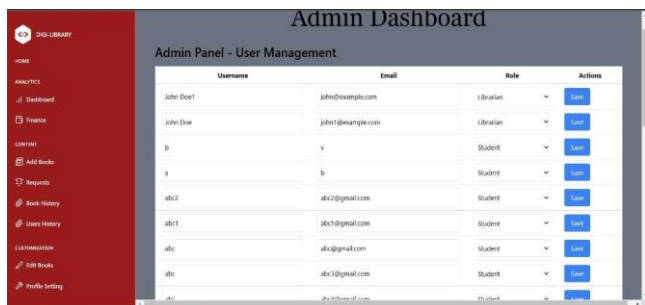 DIGI-LIBRARY
HOME
ANALYTICS
Dashboard
Finance
CONTENT
Add Books
Requests
Book History
Users History
CUSTOMIZATION
Edit Books
Profile Setting
Admin Dashboard
Admin Panel - User Management
Username Email Role Actions
John Doe1 john@example.com Librarian Save
John Doe john1@example.com Librarian Save
b v Student Save
a b Student Save
abc2 abc2@gmail.com Student Save
abc1 abc1@gmail.com Student Save
abc abc@gmail.com Student Save
abc abc3@gmail.com Student Save
abc Student Save